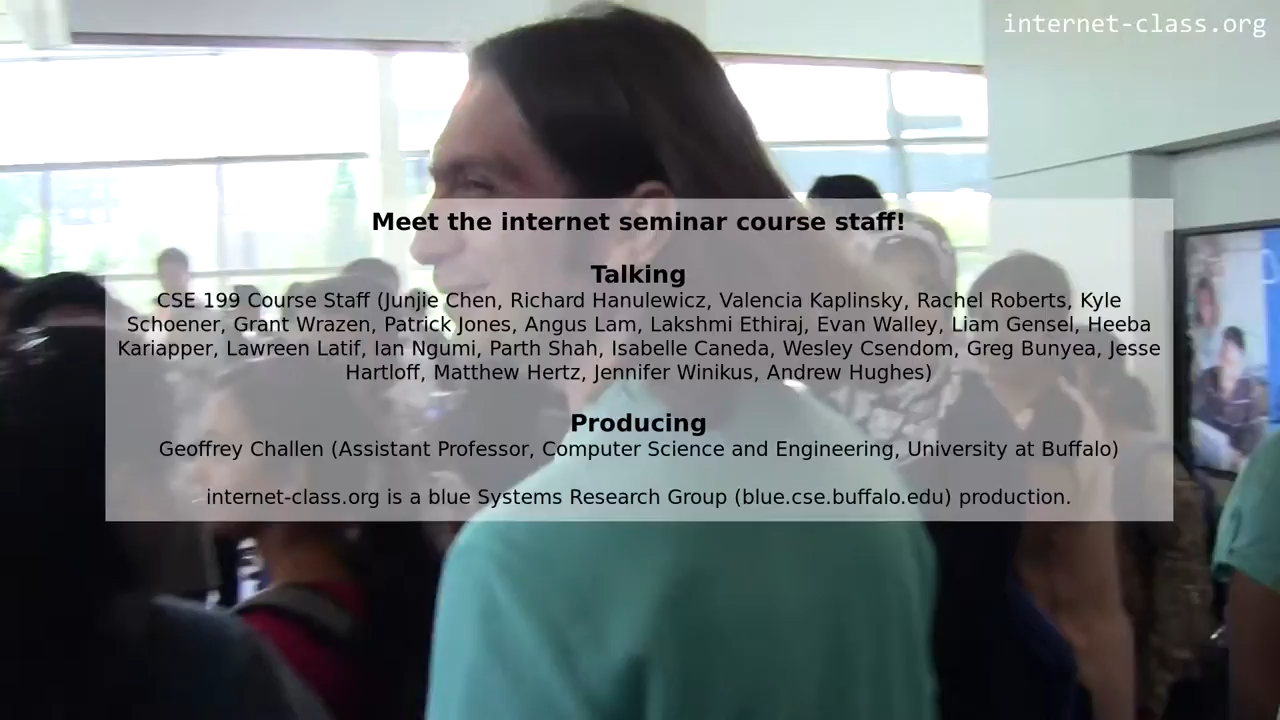 internet-class.org
Meet the internet seminar course staff!
Talking
CSE 199 Course Staff (Junjie Chen, Richard Hanulewicz, Valencia Kaplinsky, Rachel Roberts, Kyle
Schoener, Grant Wrazen, Patrick Jones, Angus Lam, Lakshmi Ethiraj, Evan Walley, Liam Gensel, Heeba
Kariapper, Lawreen Latif, Ian Ngumi, Parth Shah, Isabelle Caneda, Wesley Csendom, Greg Bunyea, Jesse
Hartloff, Matthew Hertz, Jennifer Winikus, Andrew Hughes)
Producing
Geoffrey Challen (Assistant Professor, Computer Science and Engineering, University at Buffalo)
internet-class.org is a blue Systems Research Group (blue.cse.buffalo.edu) production.